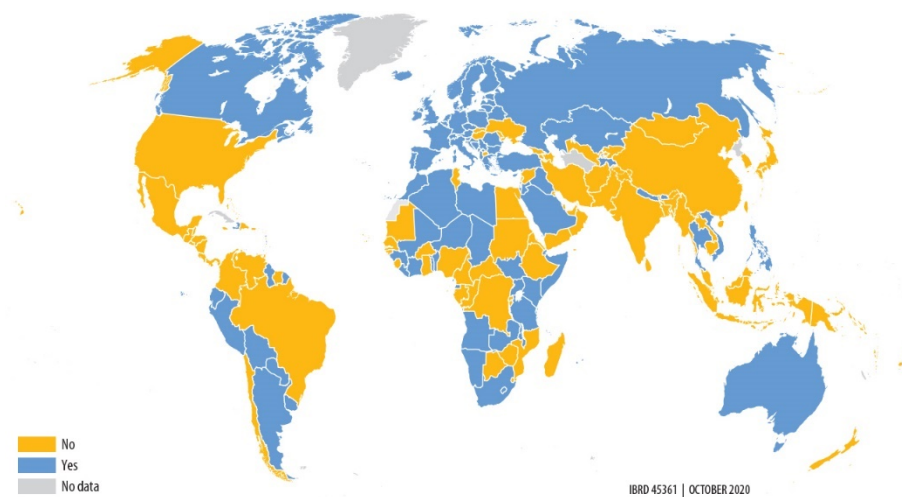 No
Yes
No data
IBRD 45361 | OCTOBER 2020